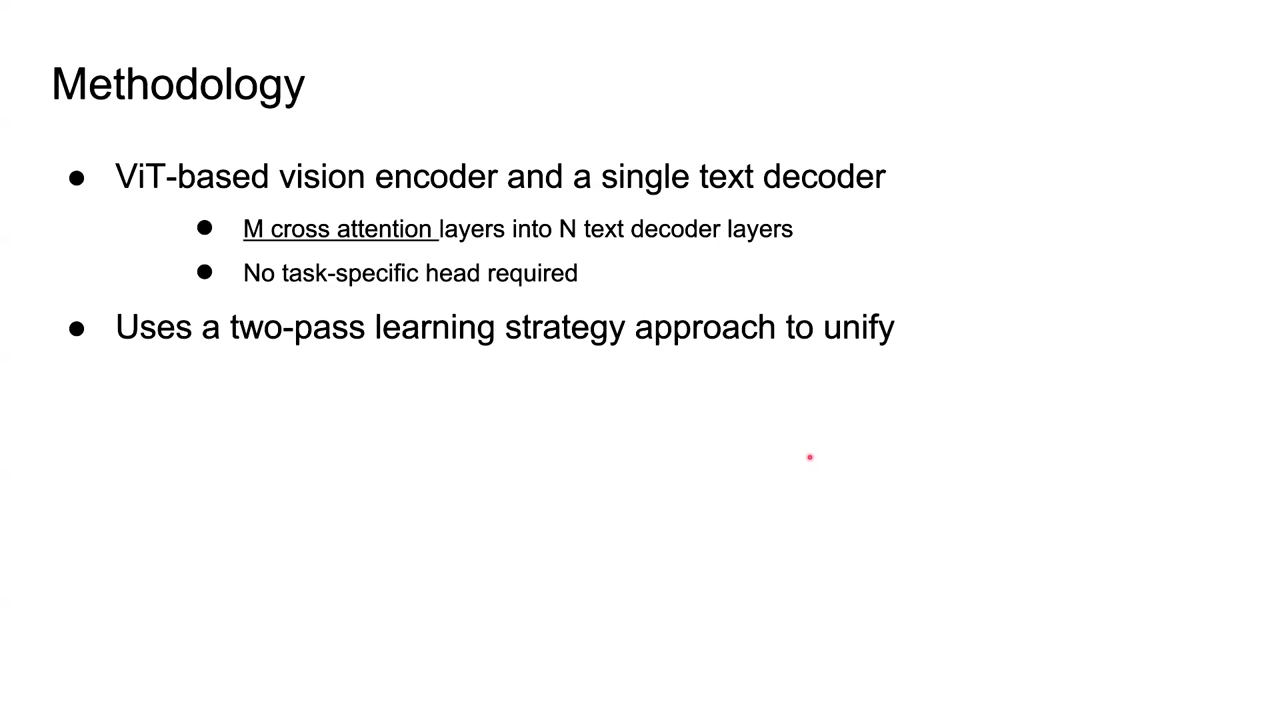 Methodology
● ViT-based vision encoder and a single text decoder
● M cross attention layers into N text decoder layers
● No task-specific head required
● Uses a two-pass learning strategy approach to unify